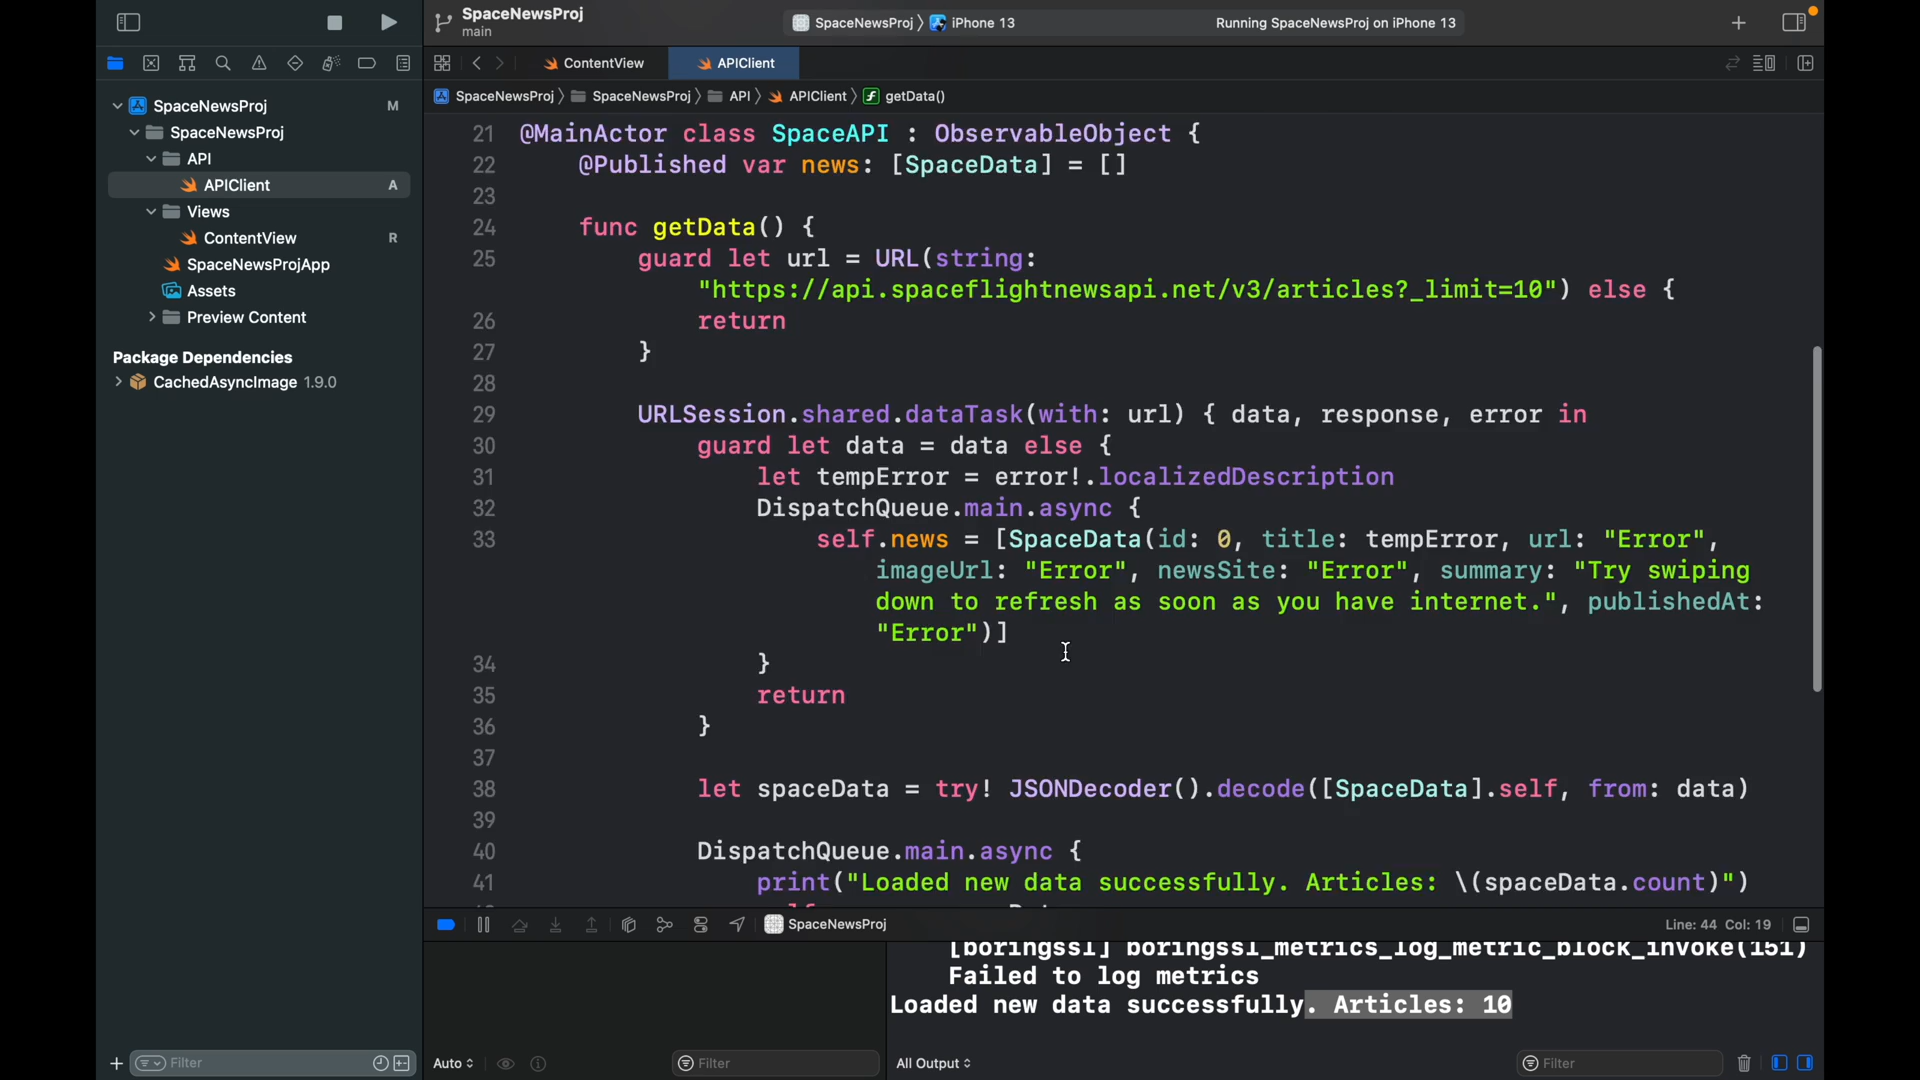 SpaceNewsProj
main
SpaceNewsProj
iPhone 13
Running SpaceNewsProj on iPhone 13
ContentView
APIClient
SpaceNewsProj
SpaceNewsProj
API
APIClient
getData()
SpaceNewsProj M
SpaceNewsProj
API
APIClient A
Views
ContentView R
SpaceNewsProjApp
Assets
Preview Content
Package Dependencies
CachedAsyncImage 1.9.0
21 @MainActor class SpaceAPI : ObservableObject {
22 @Published var news: [SpaceData] = []
23
24 func getData() {
25 guard let url = URL(string:
"https://api.spaceflightnewsapi.net/v3/articles?_limit=10") else {
26 return
27 }
28
29 URLSession.shared.dataTask(with: url) { data, response, error in
30 guard let data = data else {
31 let tempError = error!.localizedDescription
32 DispatchQueue.main.async {
33 self.news = [SpaceData(id: 0, title: tempError, url: "Error",
imageUrl: "Error", newsSite: "Error", summary: "Try swiping
down to refresh as soon as you have internet.", publishedAt:
"Error")]
34 }
35 return
36 }
37
38 let spaceData = try! JSONDecoder().decode([SpaceData].self, from: data)
39
40 DispatchQueue.main.async {
41 print("Loaded new data successfully. Articles: \(spaceData.count)")
SpaceNewsProj
Line: 44 Col: 19
[boringssl] boringssl_metrics_log_metric_block_invoke(151)
Failed to log metrics
Loaded new data successfully. Articles: 10
Filter
Auto
Filter
All Output
Filter